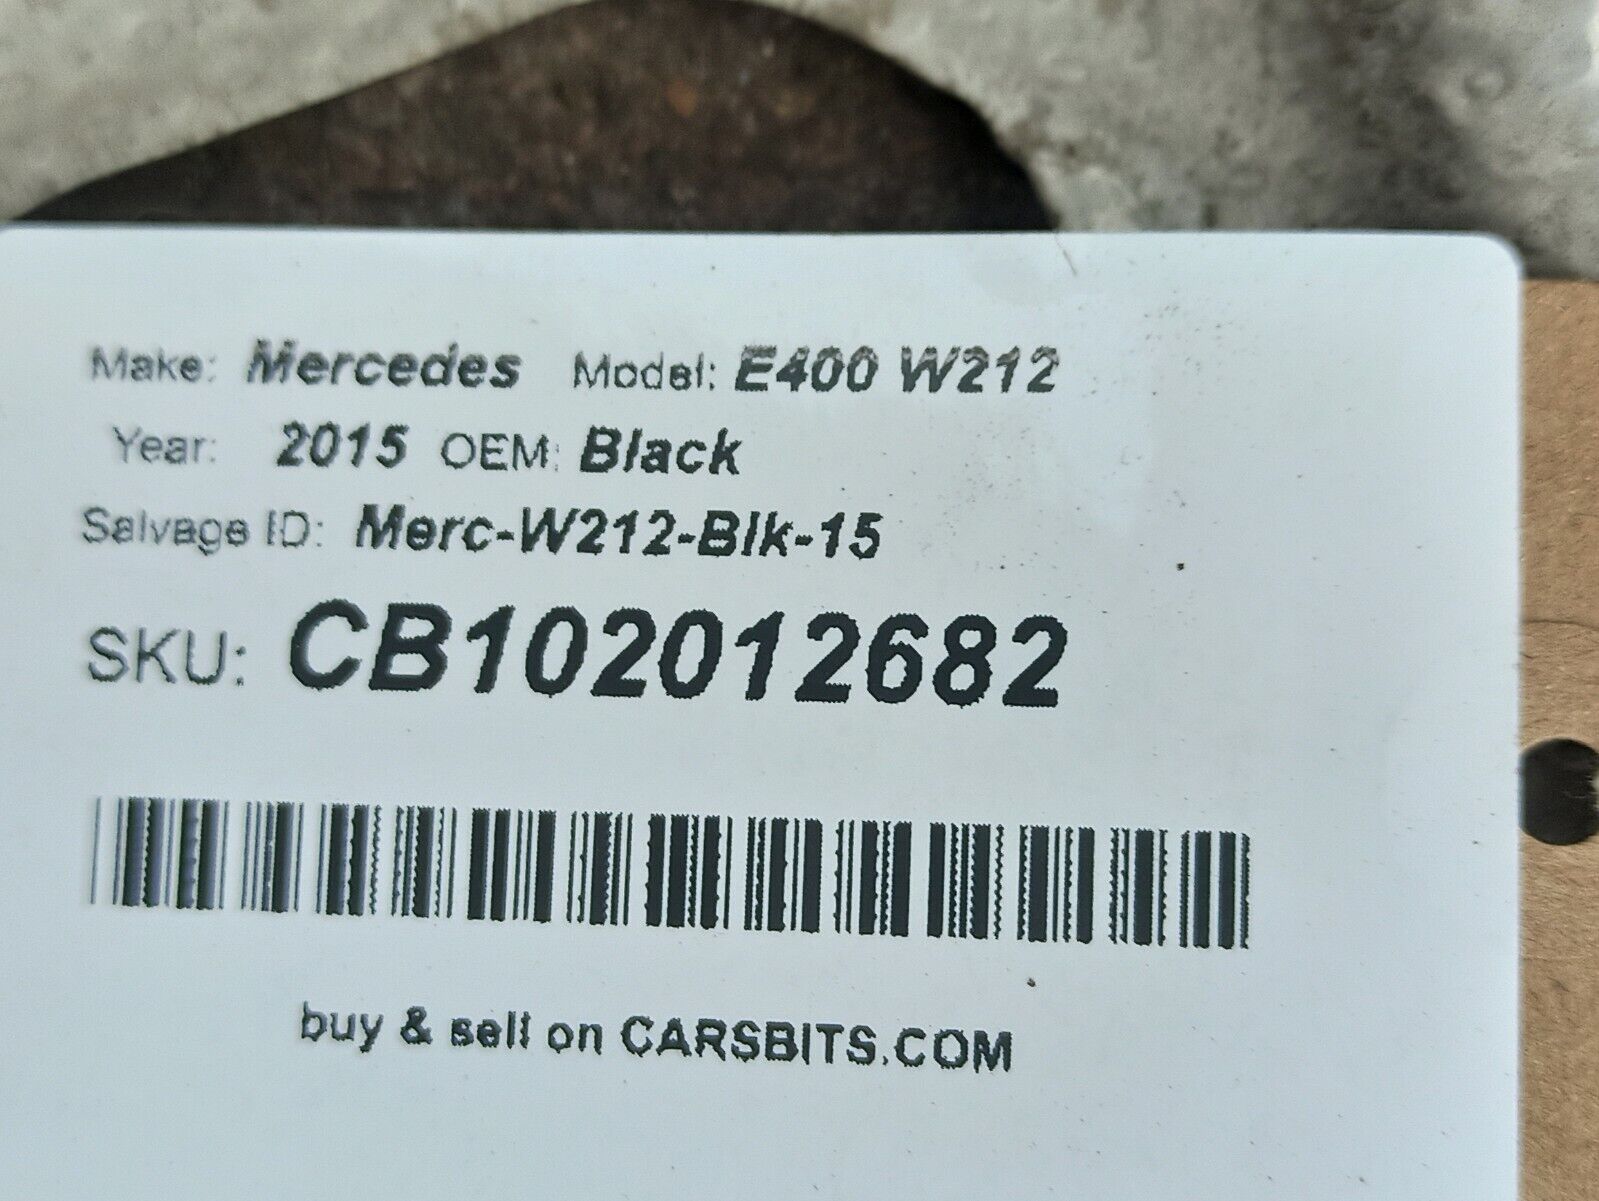 Make: Mercedes Model: E400 W212
Year: 2015 OEM: Black
Salvage ID: Merc-W212-Blk-15
SKU: CB102012682
buy & sell on CARSBITS.COM